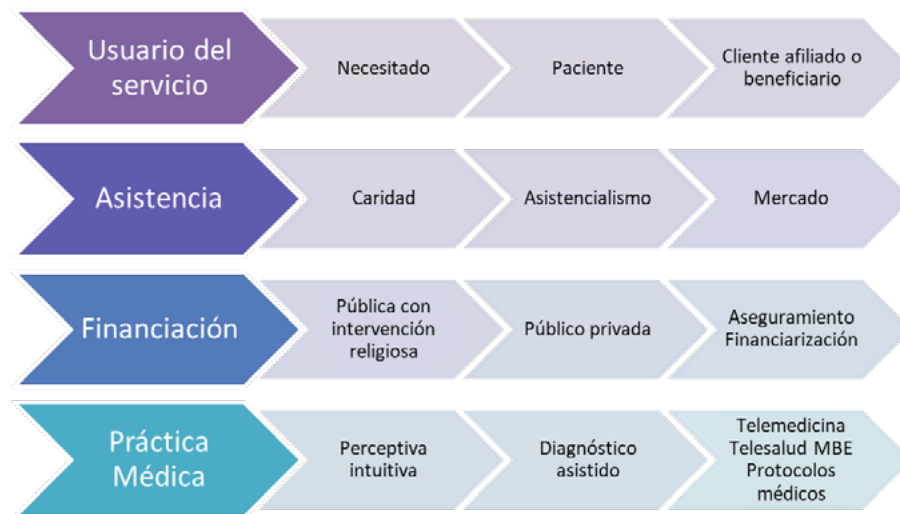 Usuario del
servicio
Necesitado
Paciente
Cliente afiliado o
beneficiario
Asistencia
Caridad
Asistencialismo
Mercado
Financiación
Pública con
intervención
religiosa
Público privada
Aseguramiento
Financiarización
Práctica
Médica
Perceptiva
intuitiva
Diagnóstico
asistido
Telemedicina
Telesalud MBE
Protocolos
médicos